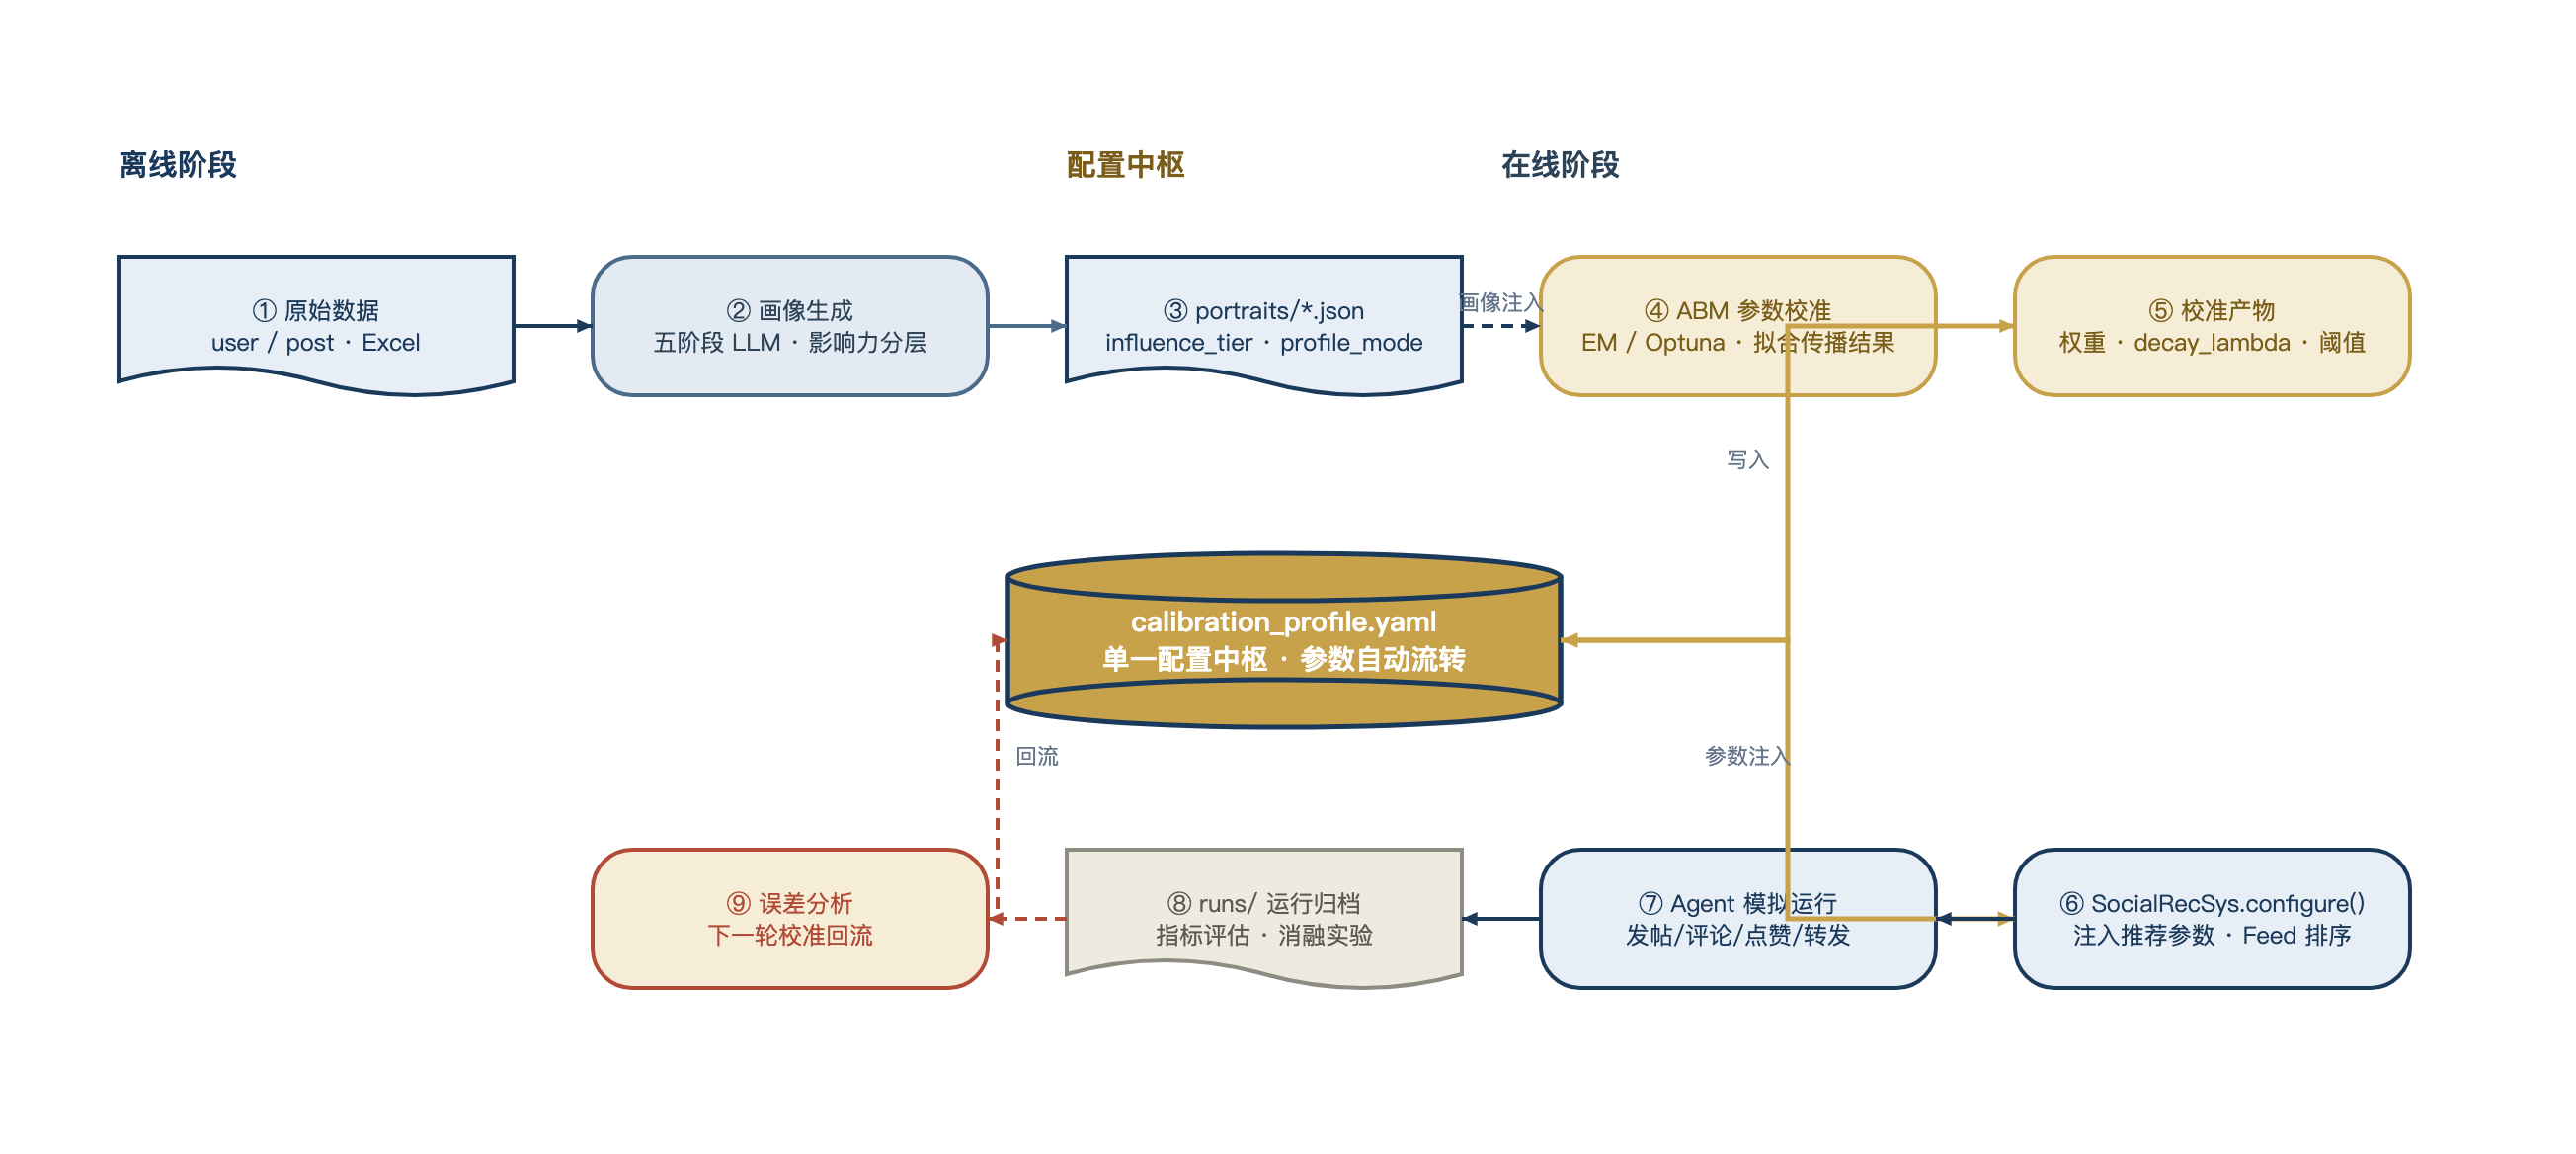 离线阶段
配置中枢
在线阶段
① 原始数据
user / post · Excel
② 画像生成
五阶段 LLM · 影响力分层
③ portraits/*.json
influence_tier · profile_mode
画像注入
④ ABM 参数校准
EM / Optuna · 拟合传播结果
⑤ 校准产物
权重 · decay_lambda · 阈值
写入
calibration_profile.yaml
单一配置中枢 · 参数自动流转
回流
参数注入
⑨ 误差分析
下一轮校准回流
⑧ runs/ 运行归档
指标评估 · 消融实验
⑦ Agent 模拟运行
发帖/评论/点赞/转发
⑥ SocialRecSys.configure()
注入推荐参数 · Feed 排序